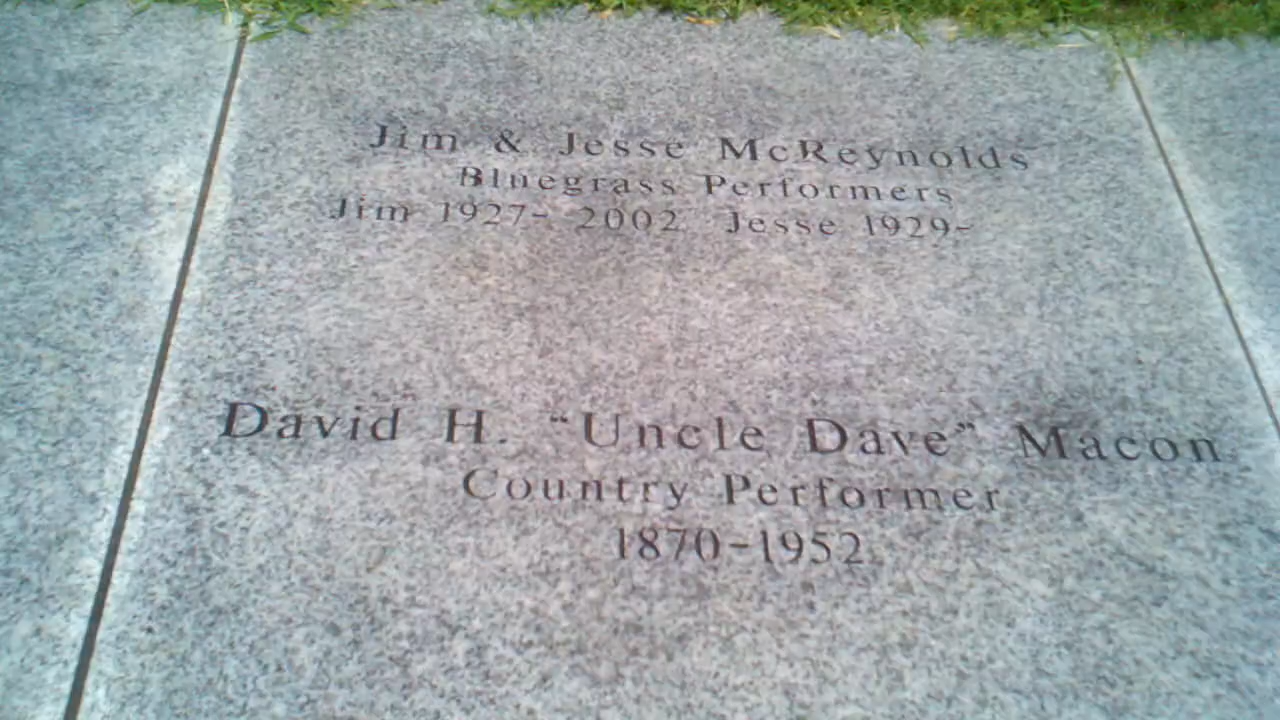 Jim & Jesse McReynolds
Bluegrass Performers
Jim 1927- 2002 Jesse 1929-
David H. “Uncle Dave” Macon
Country Performer
1870-1952